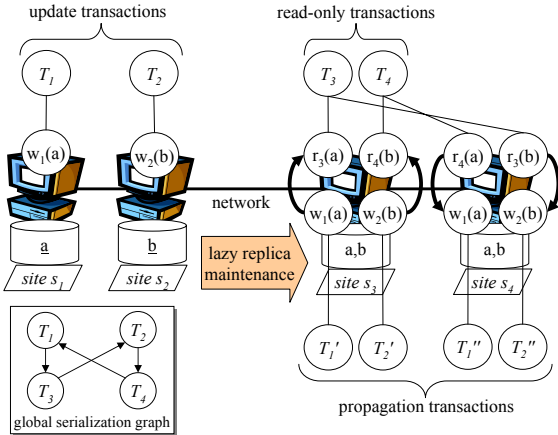 update transactions
read-only transactions
T1
T2
T3
T4
w1(a)
w2(b)
r3(a)
r4(b)
r4(a)
r3(b)
network
w1(a)
w2(b)
w1(a)
w2(b)
a
b
lazy replica
maintenance
a,b
a,b
site s1
site s2
site s3
site s4
T1
T2
T3
T4
global serialization graph
T1'
T2'
T1''
T2''
propagation transactions